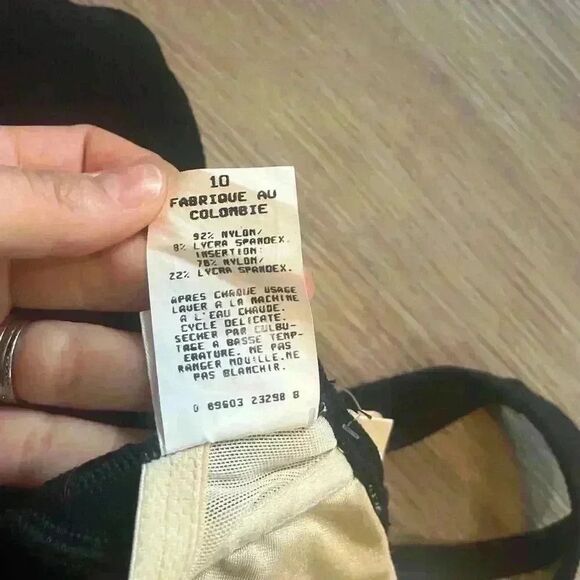 10
FABRIQUE AU
COLOMBIE
92% NYLON/
8% LYCRA SPANDEX.
INSERTION:
78% NYLON/
22% LYCRA SPANDEX.
APRES CHAQUE USAGE
LAVER A LA MACHINE
A L'EAU CHAUDE.
CYCLE DELICATE.
SECHER PAR CULBU-
TAGE A BASSE TEMP-
ERATURE. NE PAS
RANGER MOUILLE.NE
PAS BLANCHIR.
0 89603 23298 8